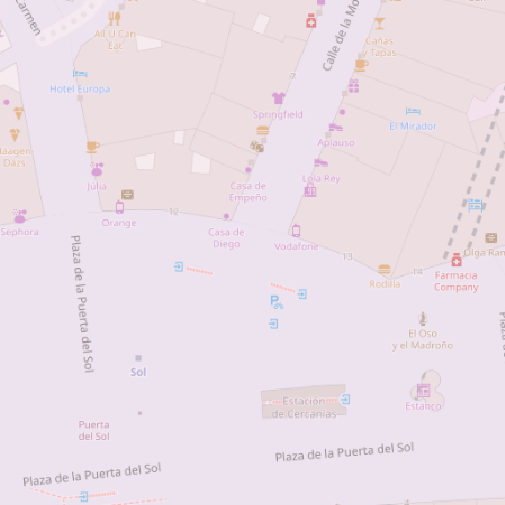 Carmen
All U Can
Eat
Calle de la Mo
Cañas
y Tapas
Hotel Europa
Springfield
El Mirador
Häagen
Dazs
Aplauso
Julia
Casa de
Empeño
Lola Rey
Sephora
Orange
12
Casa de
Diego
Vodafone
13
14
Olga Ran
Rodilla
Farmacia
Company
Plaza de la Puerta del Sol
El Oso
y el Madroño
Sol
Estación
de Cercanías
Estanco
Puerta
del Sol
Plaza de la Puerta del Sol
Plaza de la Puerta del Sol